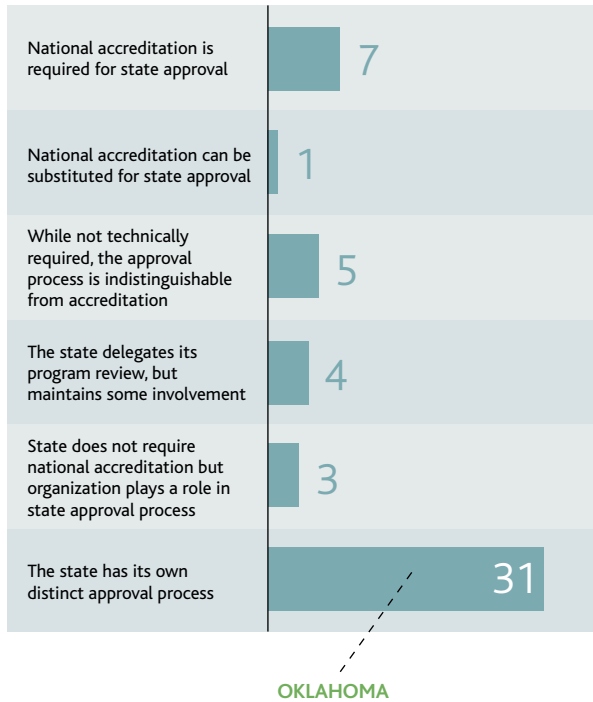 National accreditation is
required for state approval
7
National accreditation can be
substituted for state approval
1
While not technically
required, the approval
process is indistinguishable
from accreditation
5
The state delegates its
program review, but
maintains some involvement
4
State does not require
national accreditation but
organization plays a role in
state approval process
3
The state has its own
distinct approval process
31
OKLAHOMA